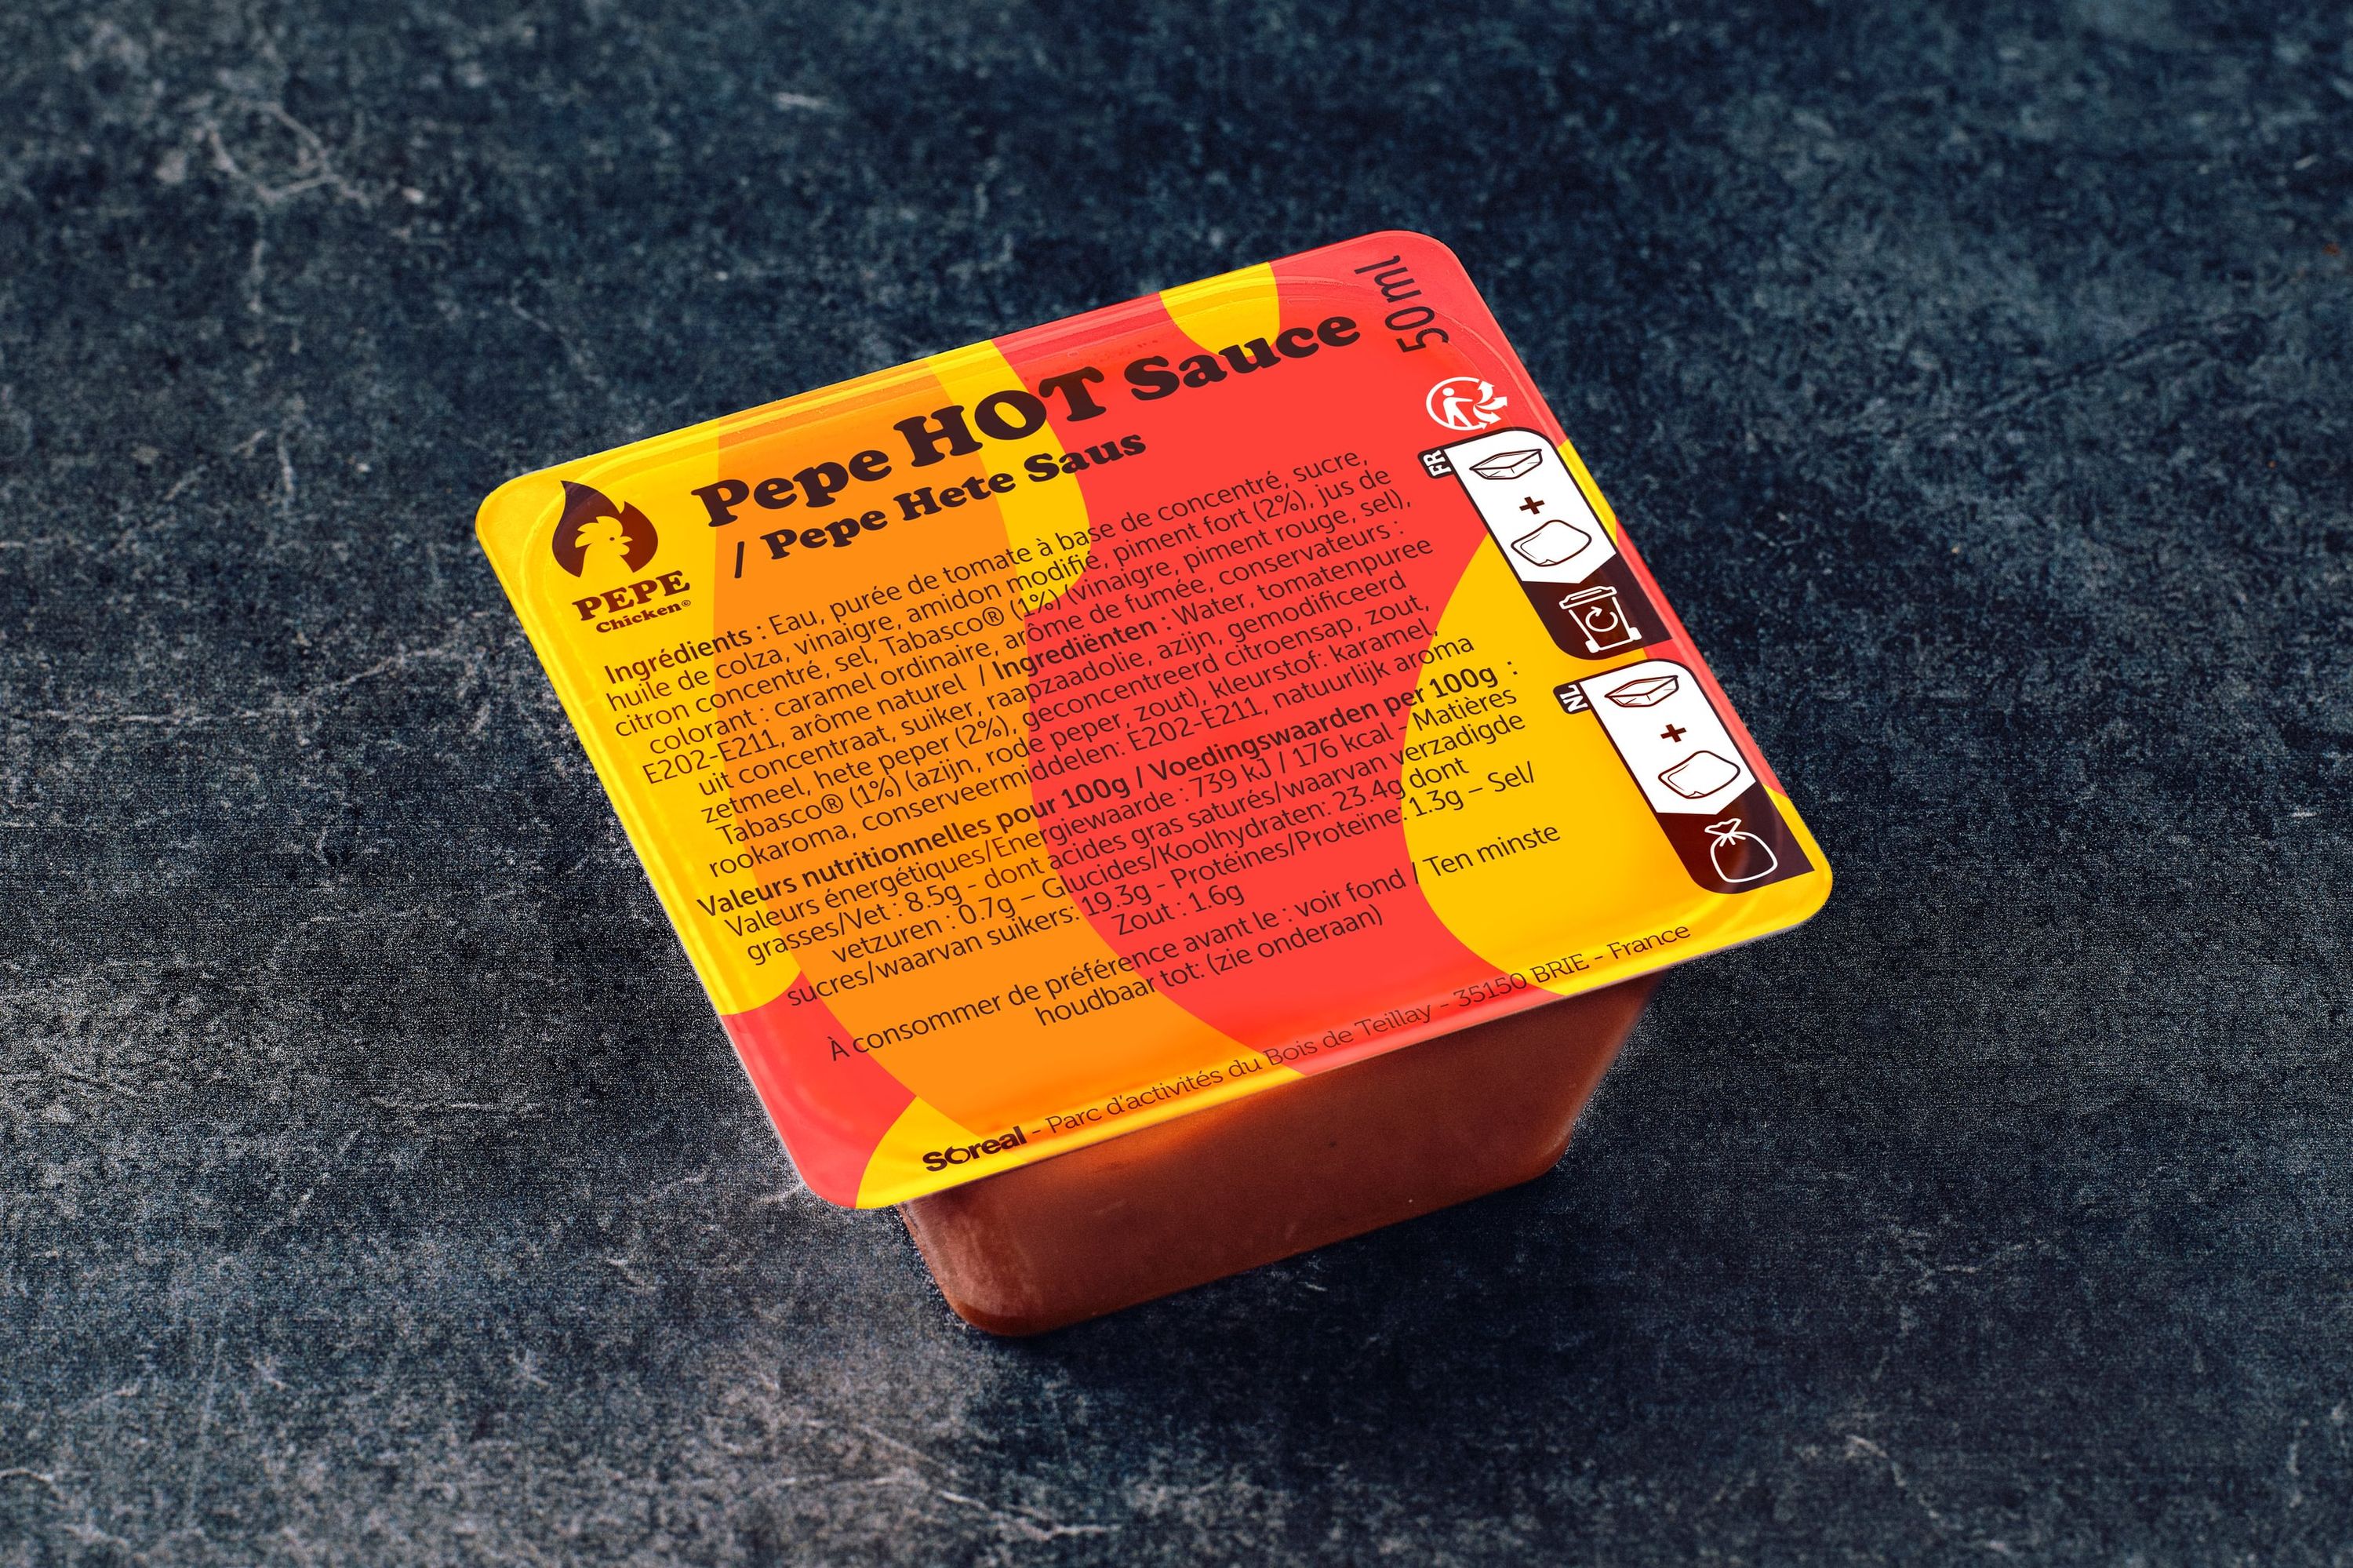 Pepe HOT Sauce
/ Pepe Hete Saus
50ml
PEPE
Chicken©
Ingrédients : Eau, purée de tomate à base de concentré, sucre,
huile de colza, vinaigre, amidon modifié, piment fort (2%), jus de
citron concentré, sel, Tabasco® (1%) (vinaigre, piment rouge, sel),
colorant : caramel ordinaire, arôme de fumée, conservateurs :
E202-E211, arôme naturel / Ingrediënten : Water, tomatenpuree
uit concentraat, suiker, raapzaadolie, azijn, gemodificeerd
zetmeel, hete peper (2%), geconcentreerd citroensap, zout,
Tabasco® (1%) (azijn, rode peper, zout), kleurstof: karamel,
rookaroma, conserveermiddelen: E202-E211, natuurlijk aroma
Valeurs nutritionnelles pour 100g / Voedingswaarden per 100g :
Valeurs énergétiques/Energiewaarde : 739 kJ / 176 kcal - Matières
grasses/Vet : 8.5g - dont acides gras saturés/waarvan verzadigde
vetzuren : 0.7g – Glucides/Koolhydraten: 23.4g dont
sucres/waarvan suikers: 19.3g - Protéines/Proteïne: 1.3g – Sel/
Zout : 1.6g
À consommer de préférence avant le : voir fond / Ten minste
houdbaar tot: (zie onderaan)
FR
+
NL
+
Sóreal - Parc d'activités du Bois de Teillay - 35150 BRIE - France